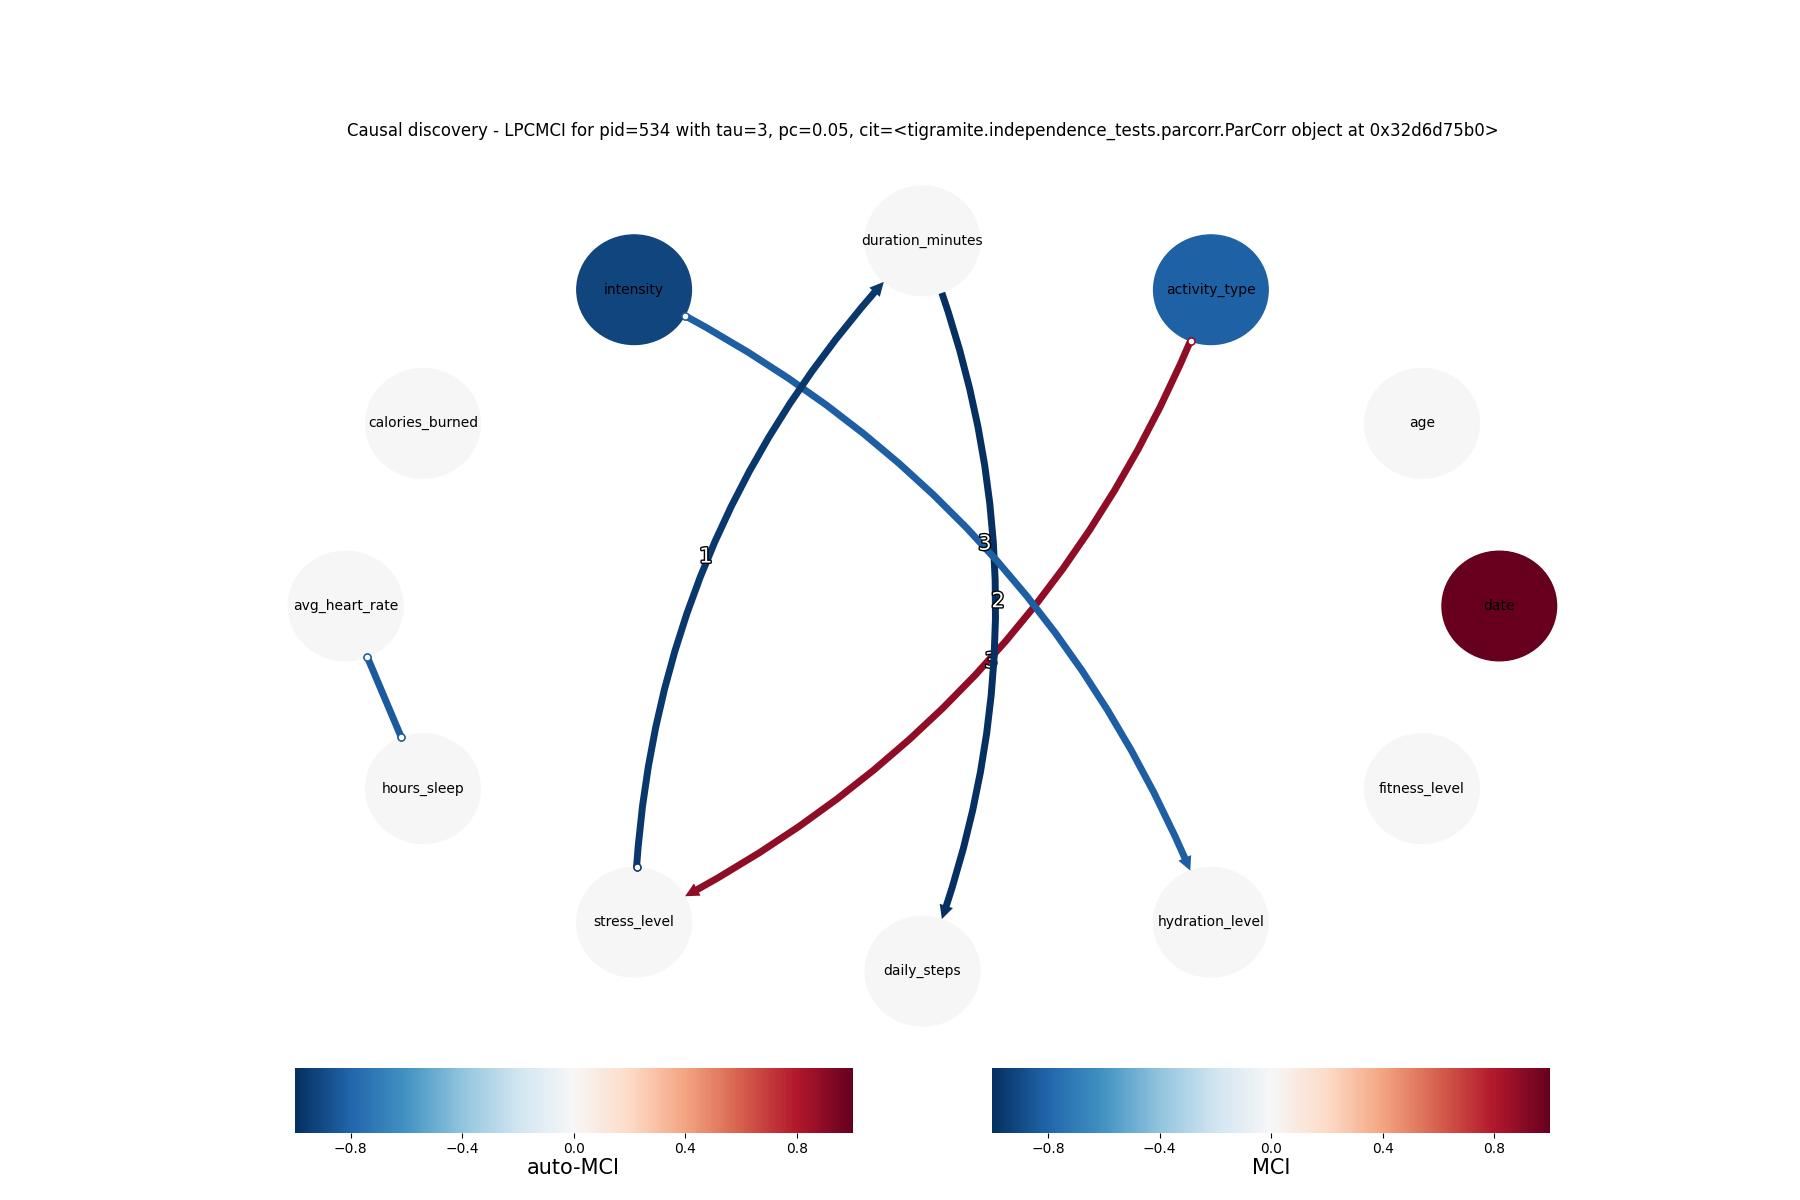 Causal discovery - LPCMCI for pid=534 with tau=3, pc=0.05, cit=<tigramite.independence_tests.parcorr.ParCorr object at 0x32d6d75b0>
duration_minutes
intensity
activity_type
calories_burned
age
3
1
2
avg_heart_rate
date
hours_sleep
fitness_level
stress_level
hydration_level
daily_steps
−0.8 −0.4 0.0 0.4 0.8
auto-MCI
−0.8 −0.4 0.0 0.4 0.8
MCI